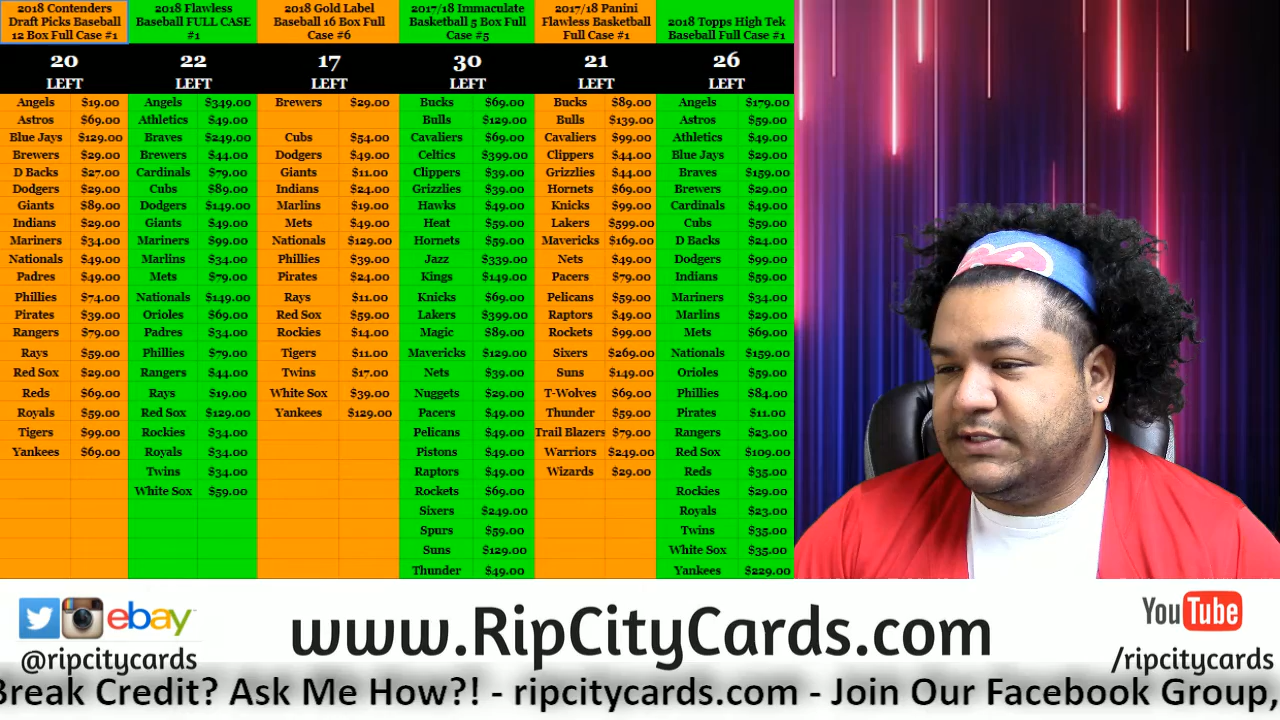 2018 Contenders
Draft Picks Baseball
12 Box Full Case #1
20
LEFT
Angels $19.00
Astros $69.00
Blue Jays $129.00
Brewers $29.00
D Backs $27.00
Dodgers $29.00
Giants $89.00
Indians $29.00
Mariners $34.00
Nationals $49.00
Padres $49.00
Phillies $74.00
Pirates $39.00
Rangers $79.00
Rays $59.00
Red Sox $29.00
Reds $69.00
Royals $59.00
Tigers $99.00
Yankees $69.00
2018 Flawless
Baseball FULL CASE
#1
22
LEFT
Angels $349.00
Athletics $49.00
Braves $249.00
Brewers $44.00
Cardinals $79.00
Cubs $89.00
Dodgers $149.00
Giants $49.00
Mariners $99.00
Marlins $34.00
Mets $79.00
Nationals $149.00
Orioles $69.00
Padres $34.00
Phillies $79.00
Rangers $44.00
Rays $19.00
Red Sox $129.00
Rockies $34.00
Royals $34.00
Twins $34.00
White Sox $59.00
2018 Gold Label
Baseball 16 Box Full
Case #6
17
LEFT
Brewers $29.00
Cubs $54.00
Dodgers $49.00
Giants $11.00
Indians $24.00
Marlins $19.00
Mets $49.00
Nationals $129.00
Phillies $39.00
Pirates $24.00
Rays $11.00
Red Sox $59.00
Rockies $14.00
Tigers $11.00
Twins $17.00
White Sox $39.00
Yankees $129.00
2017/18 Immaculate
Basketball 5 Box Full
Case #5
30
LEFT
Bucks $69.00
Bulls $129.00
Cavaliers $69.00
Celtics $399.00
Clippers $39.00
Grizzlies $39.00
Hawks $49.00
Heat $59.00
Hornets $59.00
Jazz $339.00
Kings $149.00
Knicks $69.00
Lakers $399.00
Magic $89.00
Mavericks $129.00
Nets $39.00
Nuggets $29.00
Pacers $49.00
Pelicans $49.00
Pistons $49.00
Raptors $49.00
Rockets $69.00
Sixers $249.00
Spurs $59.00
Suns $129.00
Thunder $49.00
2017/18 Panini
Flawless Basketball
Full Case #1
21
LEFT
Bucks $89.00
Bulls $139.00
Cavaliers $99.00
Clippers $44.00
Grizzlies $44.00
Hornets $69.00
Knicks $99.00
Lakers $599.00
Mavericks $169.00
Nets $49.00
Pacers $79.00
Pelicans $59.00
Raptors $49.00
Rockets $99.00
Sixers $269.00
Suns $149.00
T-Wolves $69.00
Thunder $59.00
Trail Blazers $79.00
Warriors $249.00
Wizards $29.00
2018 Topps High Tek
Baseball Full Case #1
26
LEFT
Angels $179.00
Astros $59.00
Athletics $49.00
Blue Jays $29.00
Braves $159.00
Brewers $29.00
Cardinals $49.00
Cubs $59.00
D Backs $24.00
Dodgers $99.00
Indians $59.00
Mariners $34.00
Marlins $29.00
Mets $69.00
Nationals $159.00
Orioles $59.00
Phillies $84.00
Pirates $11.00
Rangers $23.00
Red Sox $109.00
Reds $35.00
Rockies $29.00
Royals $23.00
Twins $35.00
White Sox $35.00
Yankees $229.00
ebay
@ripcitycards
www.RipCityCards.com
YouTube
/ripcitycards
Break Credit? Ask Me How?! - ripcitycards.com - Join Our Facebook Group,